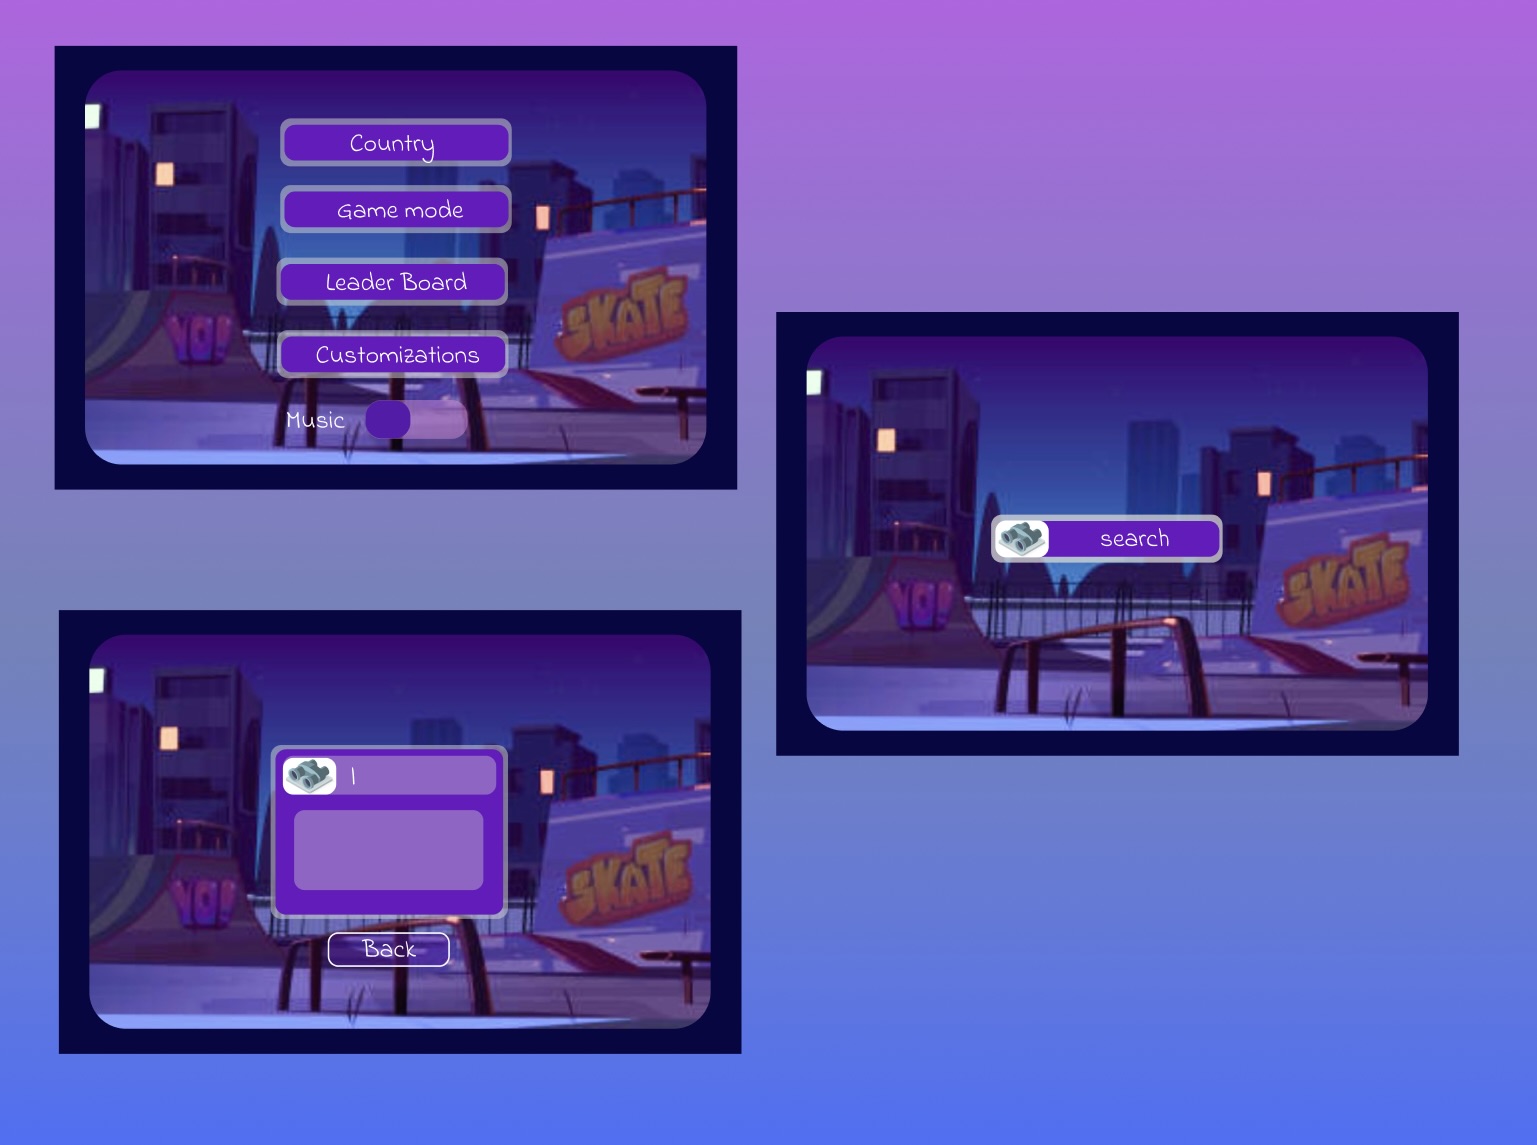 Country
Game mode
Leader Board
Customizations
Music
YO!
SKATE
search
YO!
SKATE
|
Back
YO!
SKATE